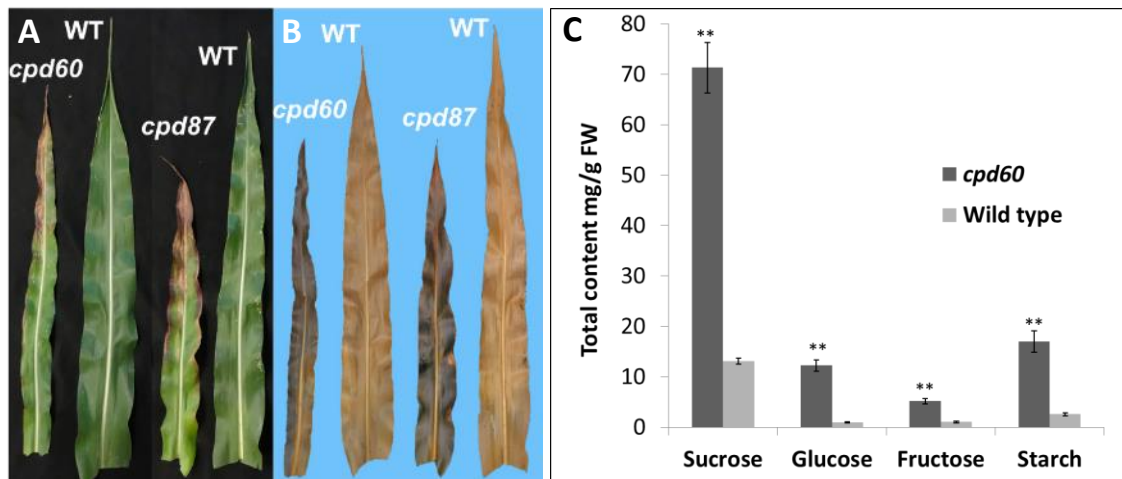 A
WT
cpd60
WT
cpd87
B
WT
WT
cpd60
cpd87
C
Total content mg/g FW
80
70
60
50
40
30
20
10
0
**
**
**
**
cpd60
Wild type
Sucrose Glucose Fructose Starch